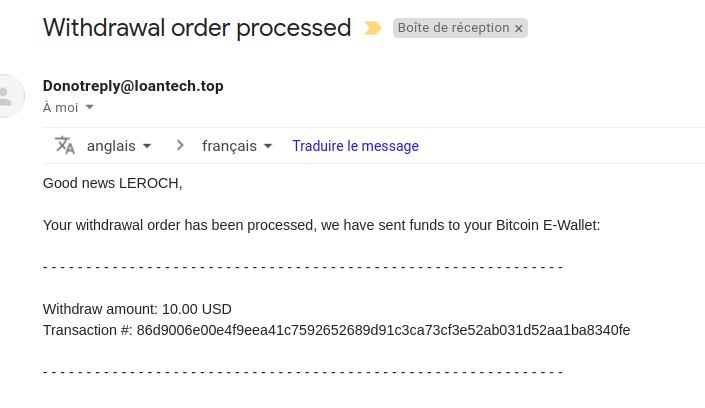 Withdrawal order processed Boîte de réception ×
Donotreply@loantech.top
À moi
anglais > français Traduire le message
Good news LEROCH,
Your withdrawal order has been processed, we have sent funds to your Bitcoin E-Wallet:
- - - - - - - - - - - - - - - - - - - - - - - - - - - - - - - - - - - - - - - - - - - - - - - - - - - - - - - - - - - -
Withdraw amount: 10.00 USD
Transaction #: 86d9006e00e4f9eea41c7592652689d91c3ca73cf3e52ab031d52aa1ba8340fe
- - - - - - - - - - - - - - - - - - - - - - - - - - - - - - - - - - - - - - - - - - - - - - - - - - - - - - - - - - - -